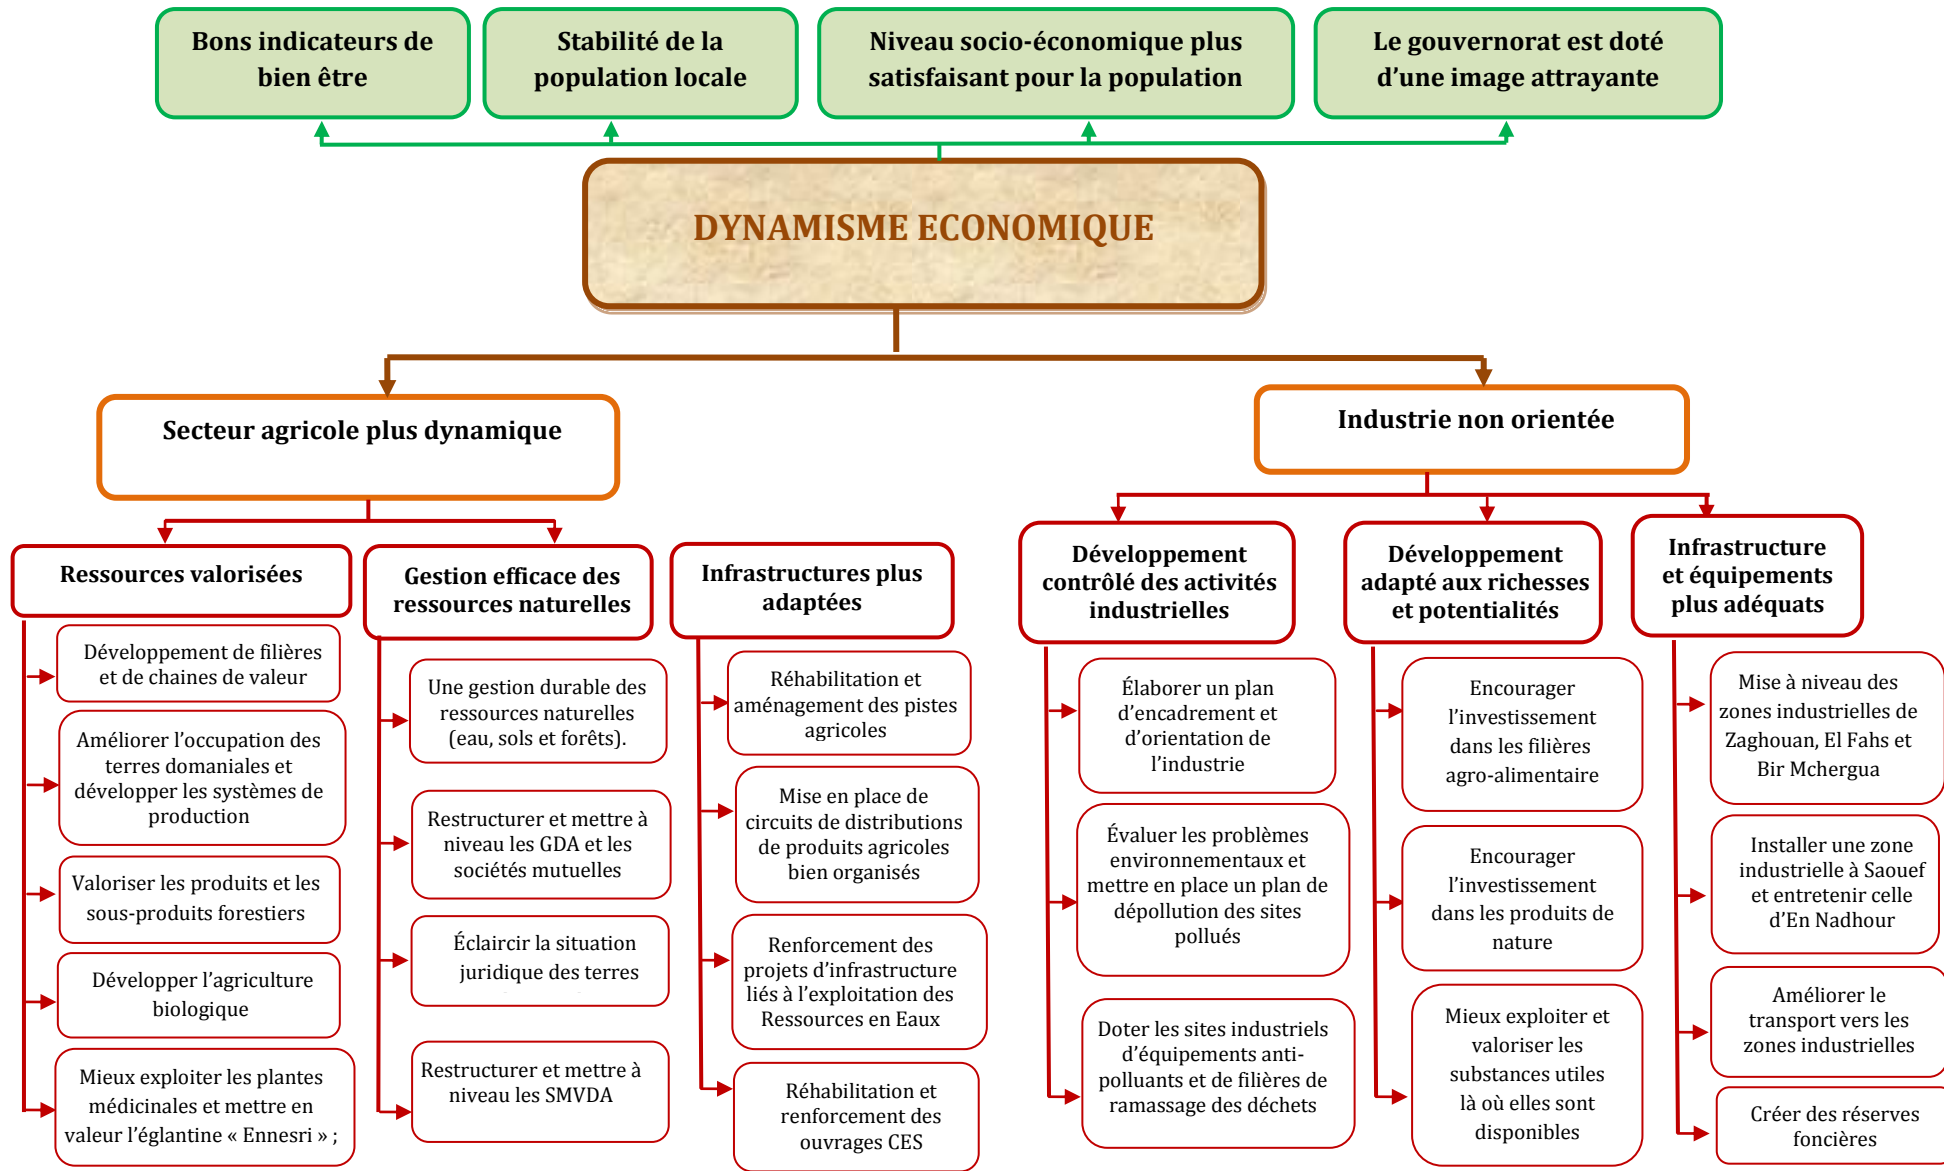 Bons indicateurs de
bien être
Stabilité de la
population locale
Niveau socio-économique plus
satisfaisant pour la population
Le gouvernorat est doté
d’une image attrayante
DYNAMISME ECONOMIQUE
Secteur agricole plus dynamique
Industrie non orientée
Ressources valorisées
Gestion efficace des
ressources naturelles
Infrastructures plus
adaptées
Développement
contrôlé des activités
industrielles
Développement
adapté aux richesses
et potentialités
Infrastructure
et équipements
plus adéquats
Développement de filières
et de chaines de valeur
Améliorer l’occupation des
terres domaniales et
développer les systèmes de
production
Valoriser les produits et les
sous-produits forestiers
Développer l’agriculture
biologique
Mieux exploiter les plantes
médicinales et mettre en
valeur l’églantine « Ennesri » ;
Une gestion durable des
ressources naturelles
(eau, sols et forêts).
Restructurer et mettre à
niveau les GDA et les
sociétés mutuelles
Éclaircir la situation
juridique des terres
Restructurer et mettre à
niveau les SMVDA
Réhabilitation et
aménagement des pistes
agricoles
Mise en place de
circuits de distributions
de produits agricoles
bien organisés
Renforcement des
projets d’infrastructure
liés à l’exploitation des
Ressources en Eaux
Réhabilitation et
renforcement des
ouvrages CES
Élaborer un plan
d’encadrement et
d’orientation de
l’industrie
Évaluer les problèmes
environnementaux et
mettre en place un plan de
dépollution des sites
pollués
Doter les sites industriels
d’équipements anti-
polluants et de filières de
ramassage des déchets
Encourager
l’investissement
dans les filières
agro-alimentaire
Encourager
l’investissement
dans les produits de
nature
Mieux exploiter et
valoriser les
substances utiles
là où elles sont
disponibles
Mise à niveau des
zones industrielles de
Zaghouan, El Fahs et
Bir Mchergua
Installer une zone
industrielle à Saouef
et entretenir celle
d’En Nadhour
Améliorer le
transport vers les
zones industrielles
Créer des réserves
foncières